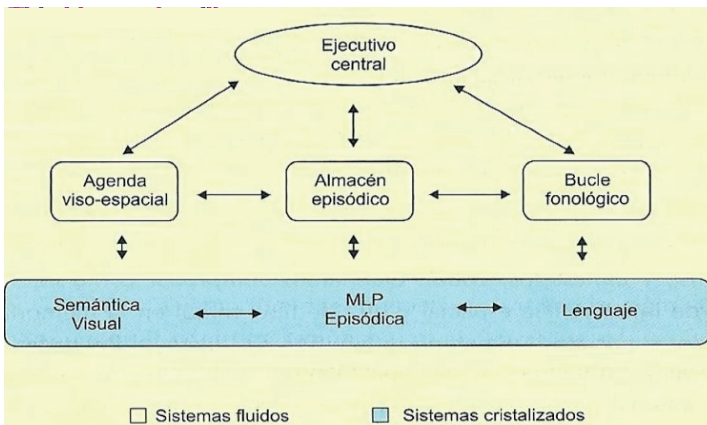 Ejecutivo
central
Agenda
viso-espacial
Almacén
episódico
Bucle
fonológico
Semántica
Visual
MLP
Episódica
Lenguaje
Sistemas fluidos
Sistemas cristalizados